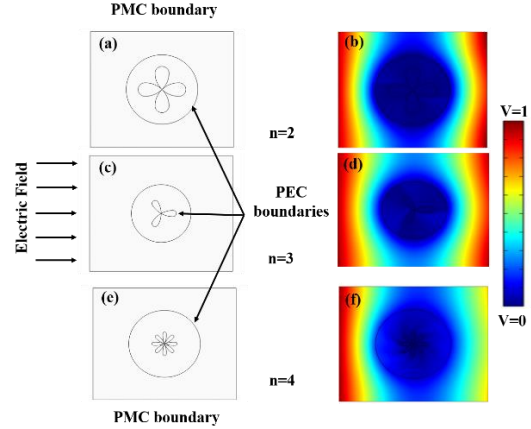 PMC boundary
(a)
(b)
V=1
n=2
(c)
(d)
Electric Field
PEC
boundaries
n=3
(e)
(f)
V=0
n=4
PMC boundary